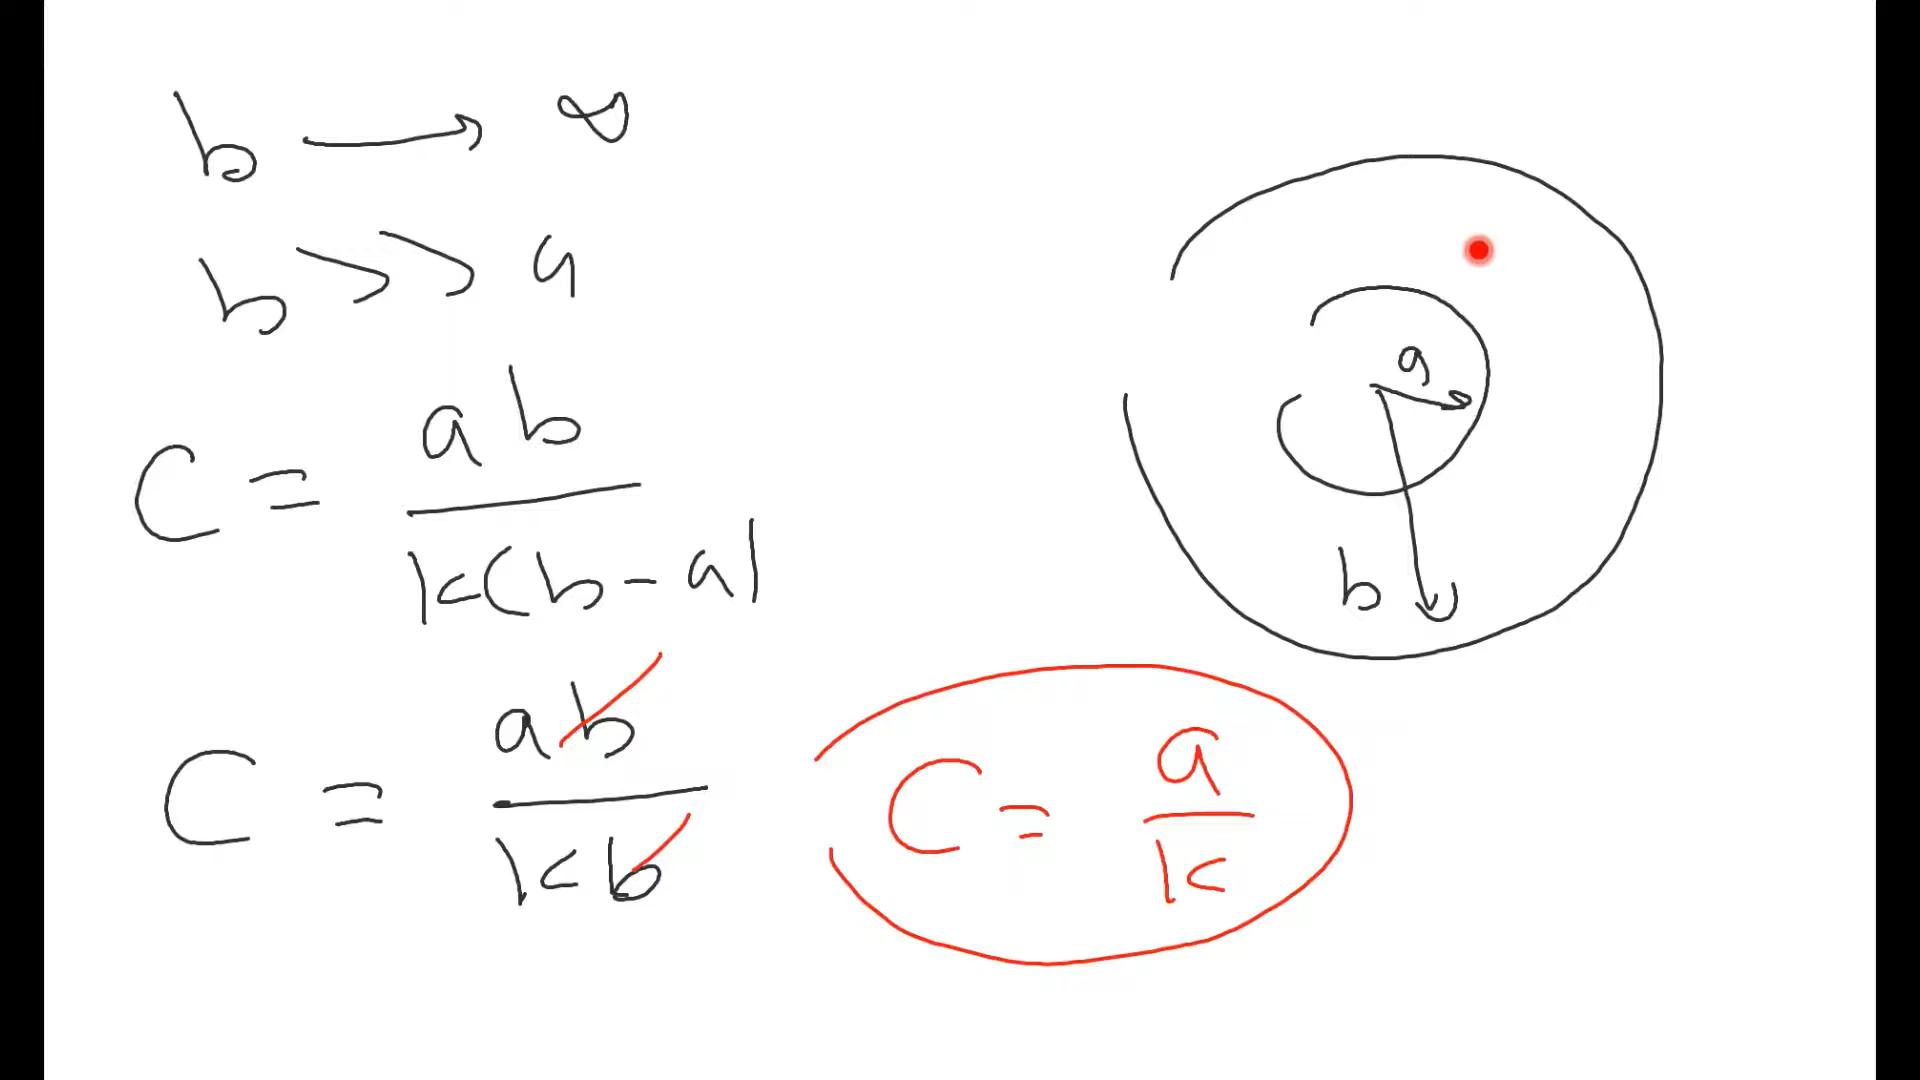 b → ∞
b >> a
C = ab / k(b - a)
C = ab / kb
C = a / k
a
b